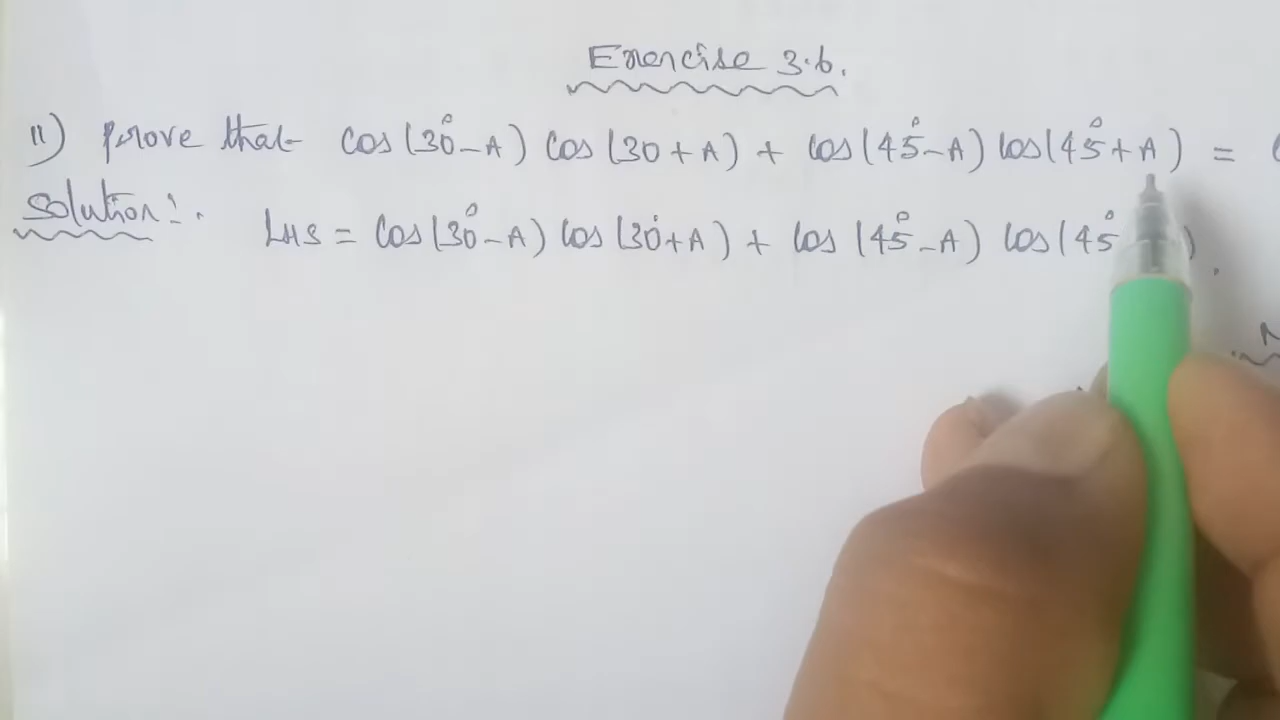 Exercise 3.6.
11) prove that cos(30°-A) cos(30+A) + cos(45°-A) cos(45°+A) =
Solution:. LHS = cos(30°-A) cos(30°+A) + cos(45°-A) cos(45° ).